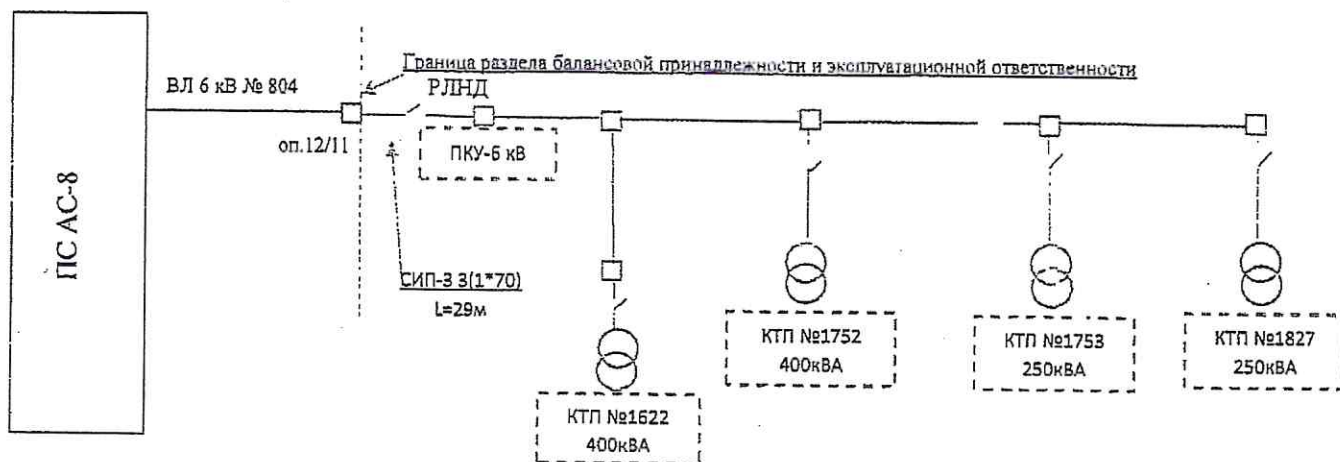 Граница раздела балансовой принадлежности и эксплуатационной ответственности
ВЛ 6 кВ № 804
РЛНД
оп.12/11
ПКУ-6 кВ
ПС АС-8
СИП-3 3(1*70)
L=29м
КТП №1752
400кВА
КТП №1753
250кВА
КТП №1827
250кВА
КТП №1622
400кВА